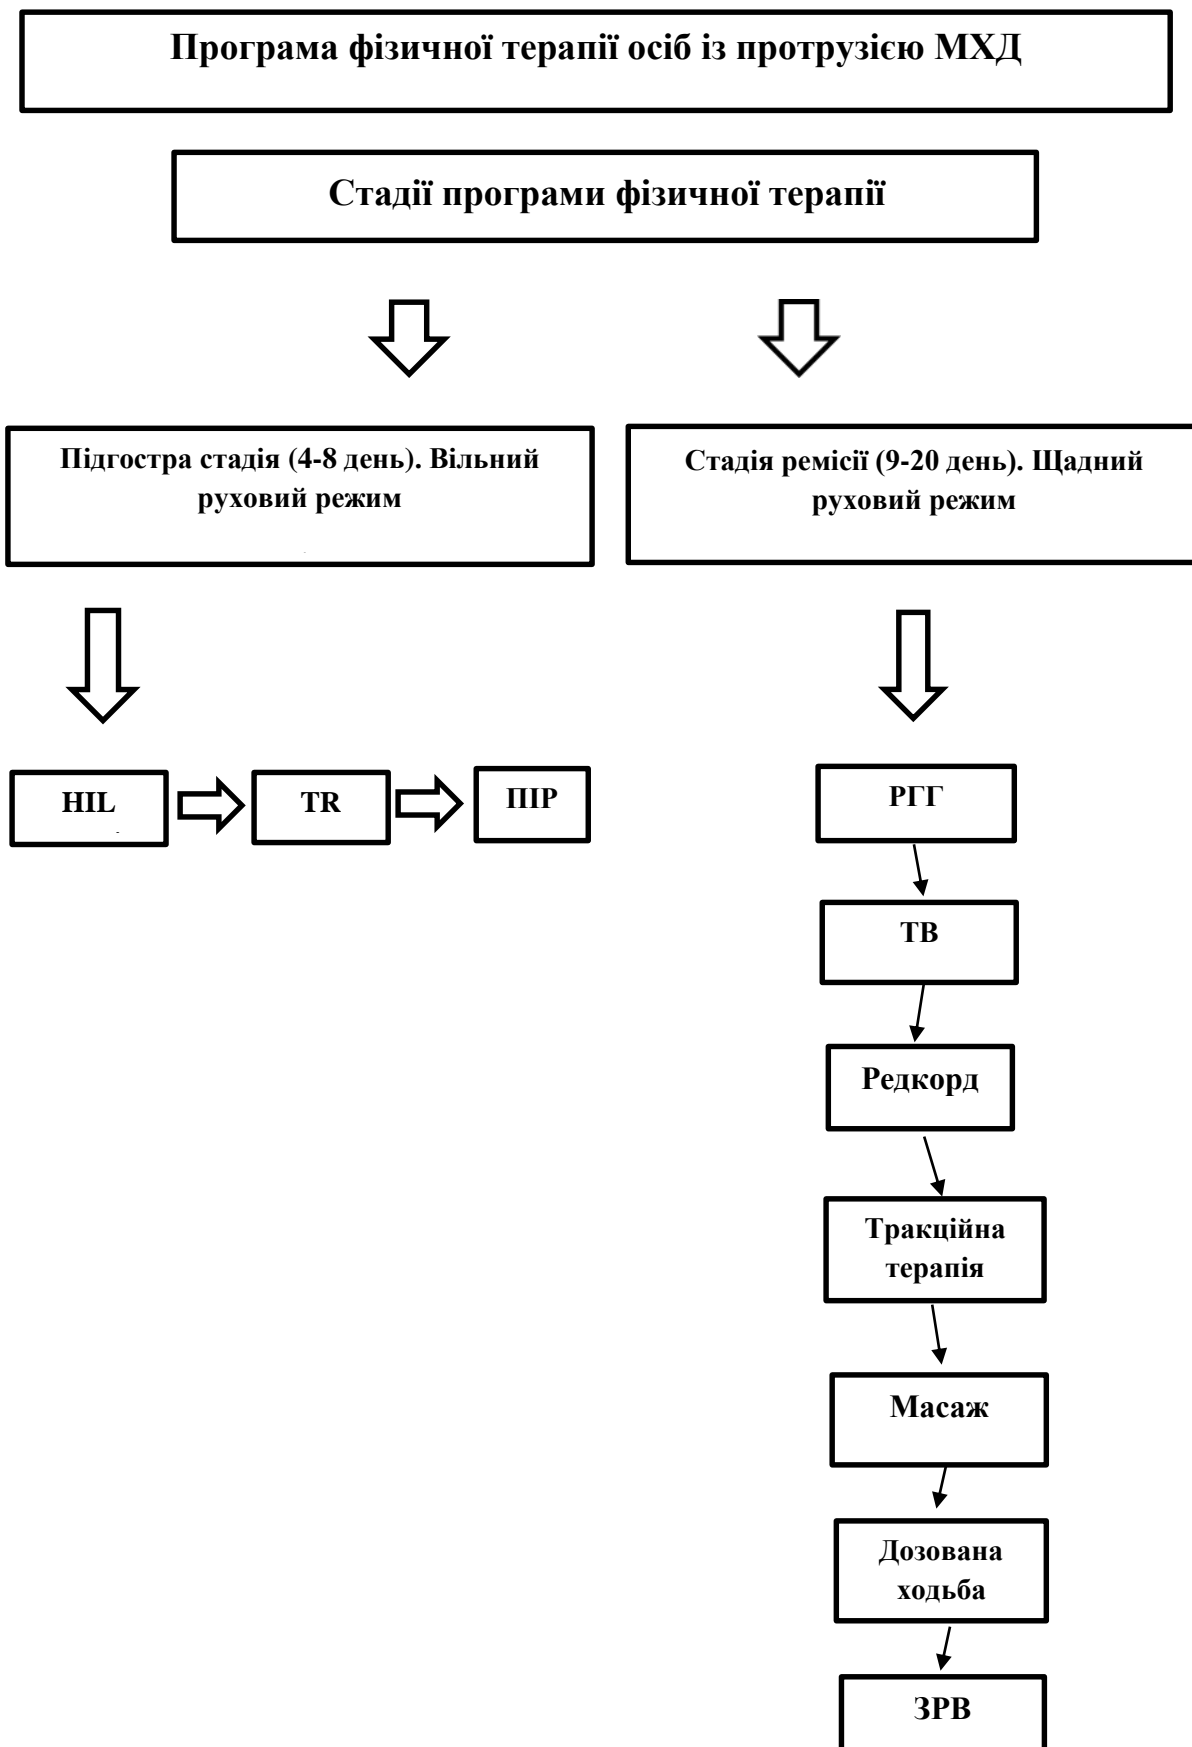 Програма фізичної терапії осіб із протрузією МХД
Стадії програми фізичної терапії
Підгостра стадія (4-8 день). Вільний
руховий режим
Стадія ремісії (9-20 день). Щадний
руховий режим
HIL
TR
ПІР
РГГ
ТВ
Редкорд
Тракційна
терапія
Масаж
Дозована
ходьба
ЗРВ